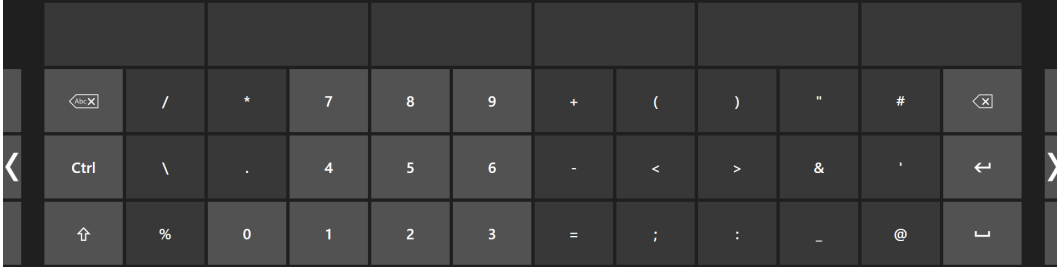 Abc / * 7 8 9 + ( ) " #
Ctrl \ . 4 5 6 - < > & '
% 0 1 2 3 = ; : _ @